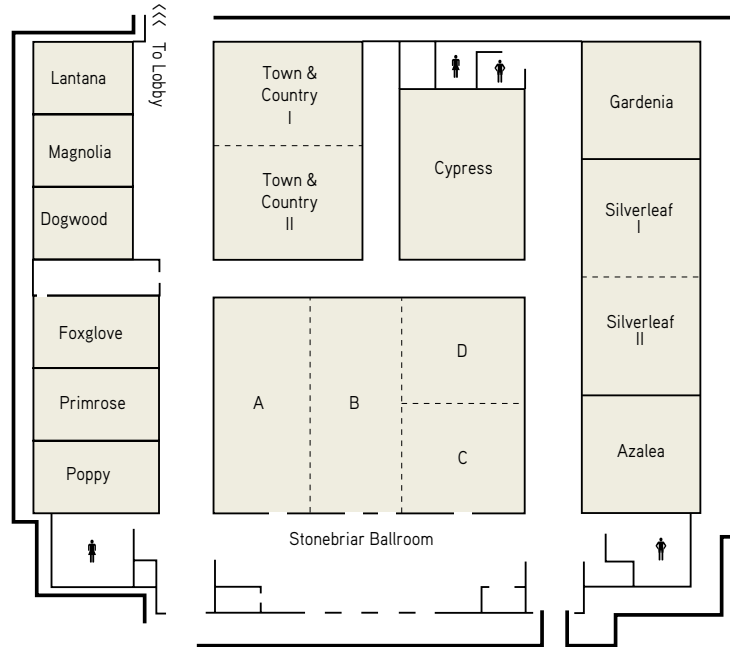 <<<
To Lobby
Lantana
Magnolia
Dogwood
Foxglove
Primrose
Poppy
Town &
Country
I
Town &
Country
II
Cypress
Gardenia
Silverleaf
I
Silverleaf
II
Azalea
A
B
D
C
Stonebriar Ballroom